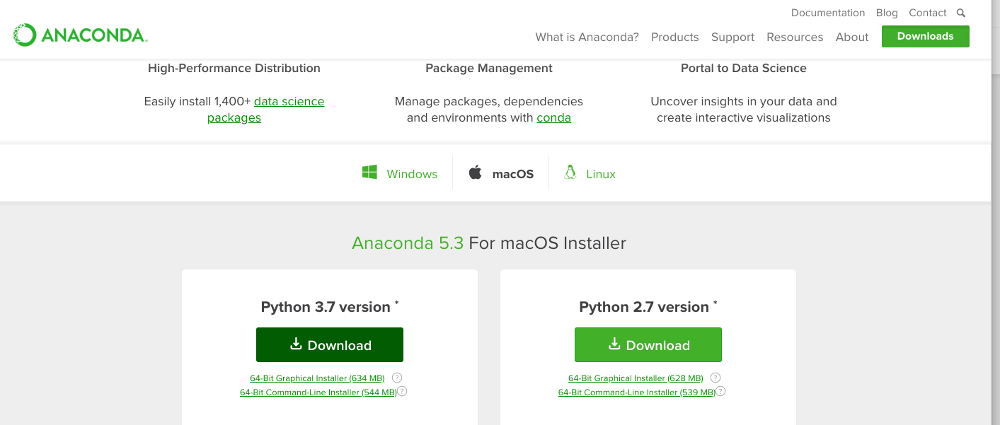 Documentation Blog Contact
ANACONDA.
What is Anaconda? Products Support Resources About Downloads
High-Performance Distribution
Easily install 1,400+ data science
packages
Package Management
Manage packages, dependencies
and environments with conda
Portal to Data Science
Uncover insights in your data and
create interactive visualizations
Windows macOS Linux
Anaconda 5.3 For macOS Installer
Python 3.7 version *
Download
64-Bit Graphical Installer (634 MB) ?
64-Bit Command-Line Installer (544 MB) ?
Python 2.7 version *
Download
64-Bit Graphical Installer (628 MB) ?
64-Bit Command-Line Installer (539 MB) ?